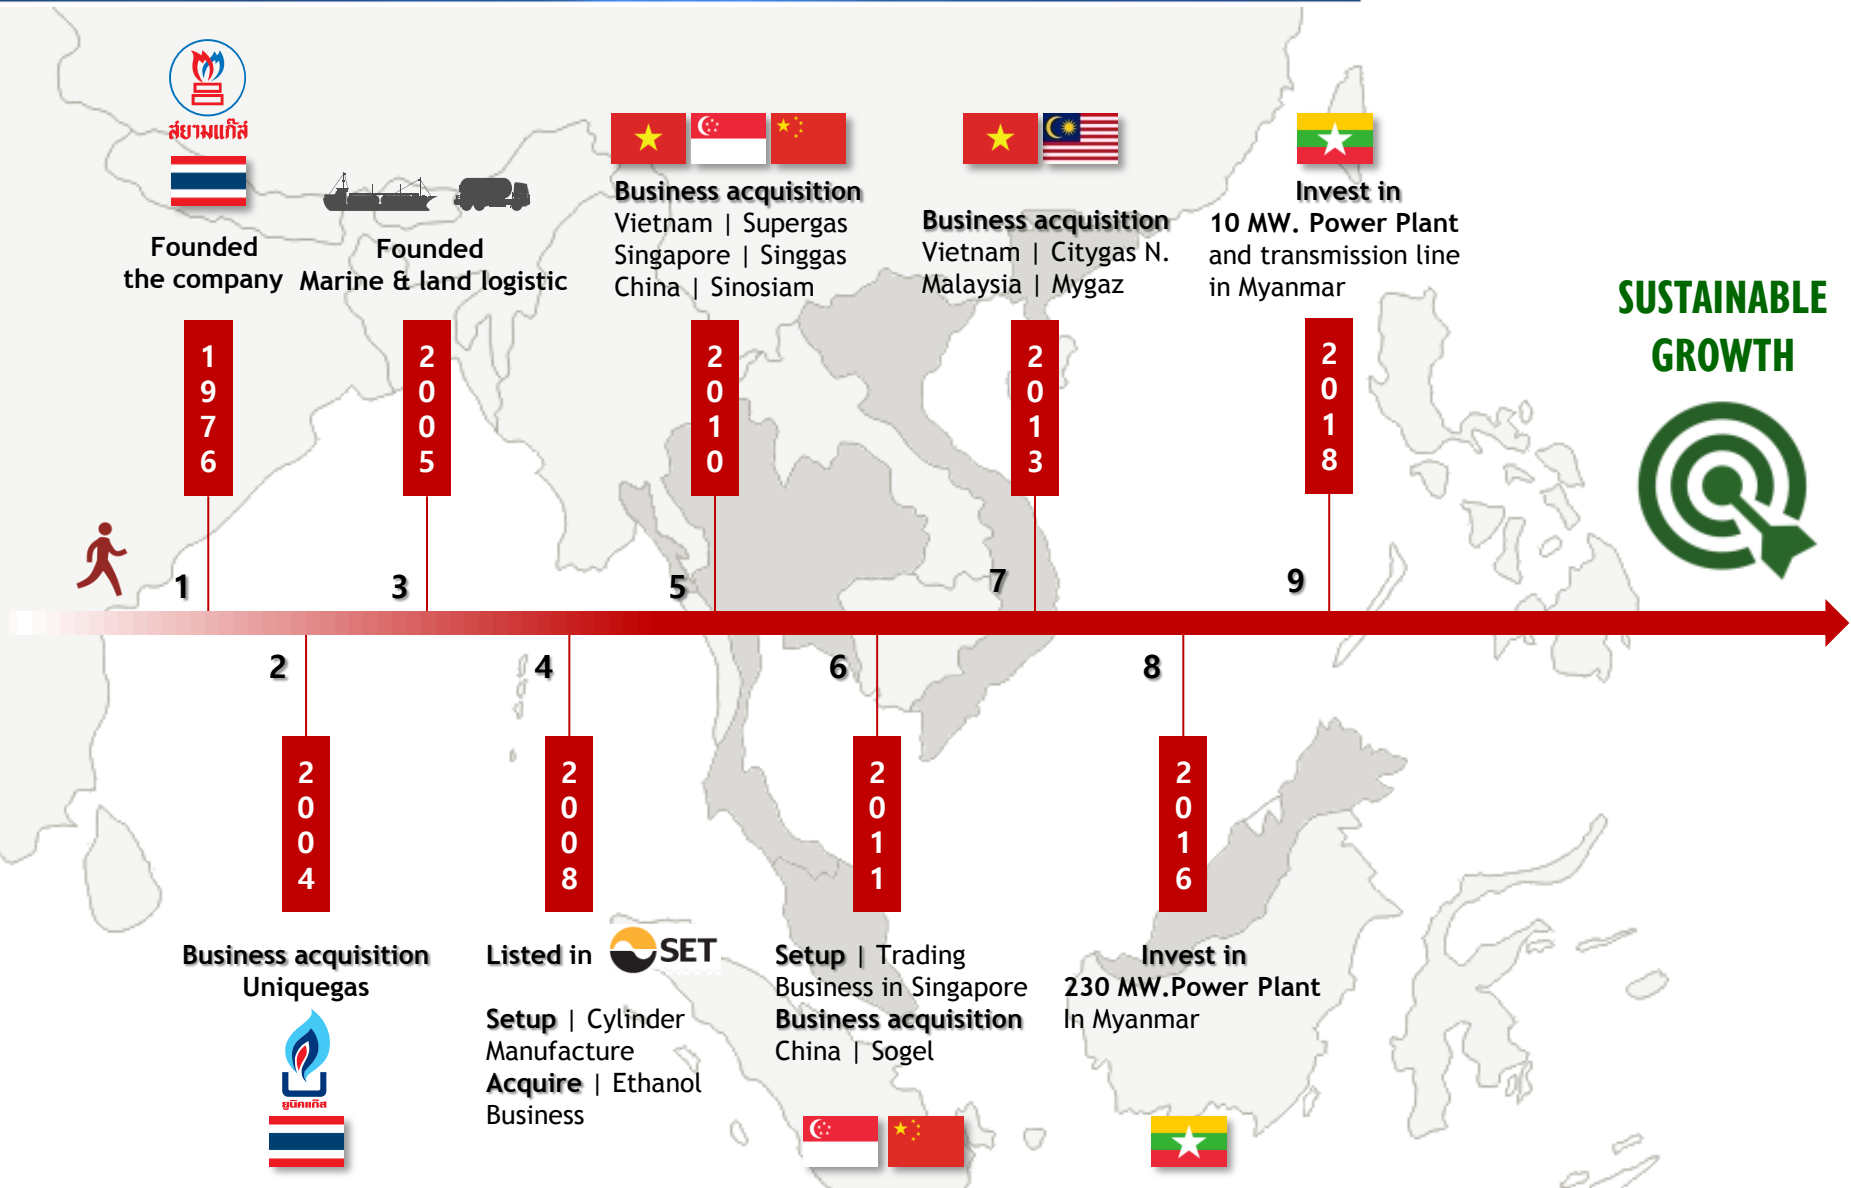 สยามแก๊ส
Founded
the company
1976
1
2
2004
Business acquisition
Uniquegas
ยูนิคแก๊ส
Founded
Marine & land logistic
2005
3
4
2008
Listed in SET
Setup | Cylinder
Manufacture
Acquire | Ethanol
Business
Business acquisition
Vietnam | Supergas
Singapore | Singgas
China | Sinosiam
2010
5
6
2011
Setup | Trading
Business in Singapore
Business acquisition
China | Sogel
Business acquisition
Vietnam | Citygas N.
Malaysia | Mygaz
2013
7
8
2016
Invest in
230 MW.Power Plant
In Myanmar
Invest in
10 MW. Power Plant
and transmission line
in Myanmar
2018
9
SUSTAINABLE
GROWTH